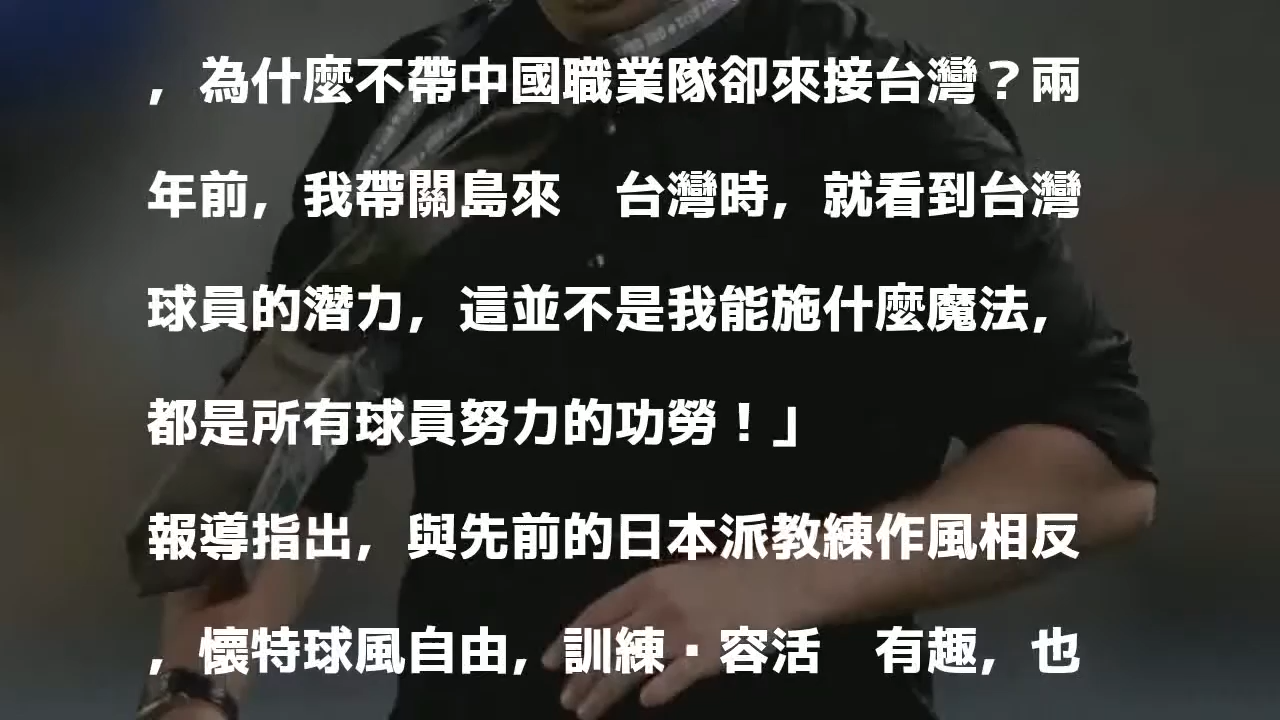 ，為什麼不帶中國職業隊卻來接台灣？兩
年前，我帶關島來　台灣時，就看到台灣
球員的潛力，這並不是我能施什麼魔法，
都是所有球員努力的功勞！」
報導指出，與先前的日本派教練作風相反
，懷特球風自由，訓練·容活　有趣，也